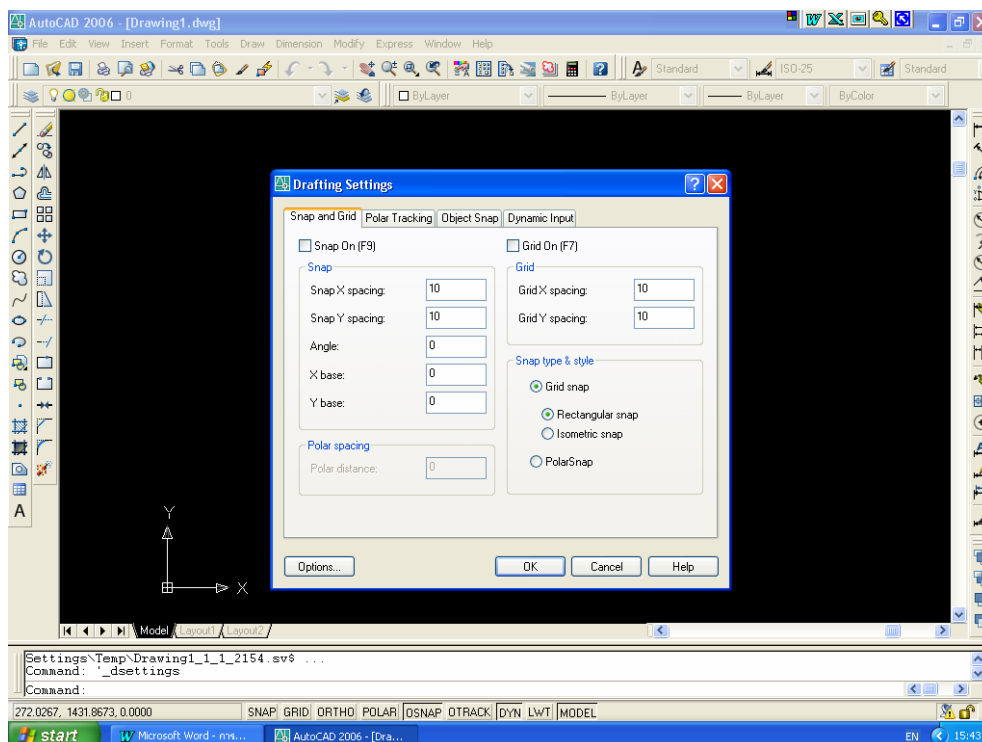 AutoCAD 2006 - [Drawing1.dwg]
File Edit View Insert Format Tools Draw Dimension Modify Express Window Help
Standard ISO-25 Standard
0 ByLayer ByLayer ByLayer ByColor
Drafting Settings
Snap and Grid Polar Tracking Object Snap Dynamic Input
Snap On (F9) Grid On (F7)
Snap Grid
Snap X spacing: 10 Grid X spacing: 10
Snap Y spacing: 10 Grid Y spacing: 10
Angle: 0
Snap type & style
X base: 0 Grid snap
Y base: 0 Rectangular snap
Isometric snap
Polar spacing
Polar distance: 0 PolarSnap
A
Y
Options... OK Cancel Help
X
Model Layout1 Layout2
Settings\Temp\Drawing1_1_1_2154.sv$ ...
Command: '_dsettings
Command:
272.0267, 1431.8673, 0.0000 SNAP GRID ORTHO POLAR OSNAP OTRACK DYN LWT MODEL
start Microsoft Word - การ... AutoCAD 2006 - [Dra... EN 15:43